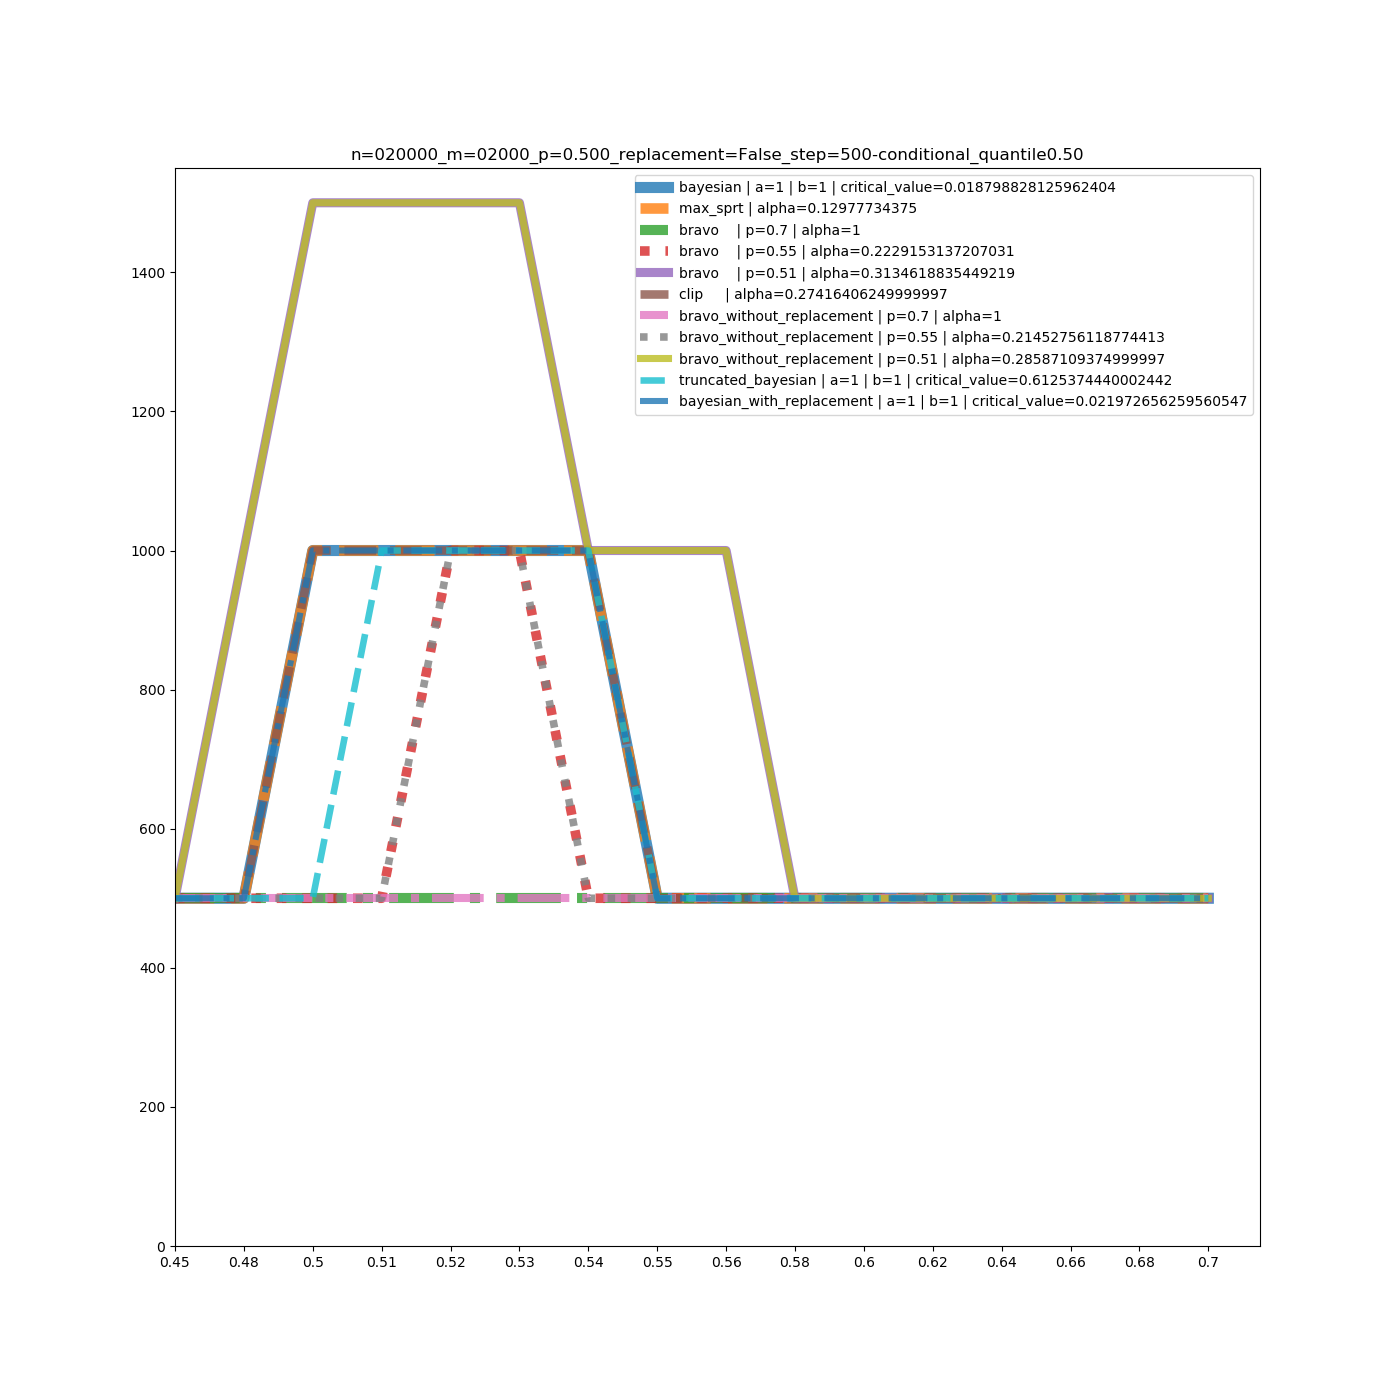 n=020000_m=02000_p=0.500_replacement=False_step=500-conditional_quantile0.50
bayesian | a=1 | b=1 | critical_value=0.018798828125962404
max_sprt | alpha=0.12977734375
bravo    | p=0.7 | alpha=1
bravo    | p=0.55 | alpha=0.2229153137207031
bravo    | p=0.51 | alpha=0.3134618835449219
clip     | alpha=0.27416406249999997
bravo_without_replacement | p=0.7 | alpha=1
bravo_without_replacement | p=0.55 | alpha=0.21452756118774413
bravo_without_replacement | p=0.51 | alpha=0.28587109374999997
truncated_bayesian | a=1 | b=1 | critical_value=0.6125374440002442
bayesian_with_replacement | a=1 | b=1 | critical_value=0.021972656259560547
1400
1200
1000
800
600
400
200
0
0.45 0.48 0.5 0.51 0.52 0.53 0.54 0.55 0.56 0.58 0.6 0.62 0.64 0.66 0.68 0.7